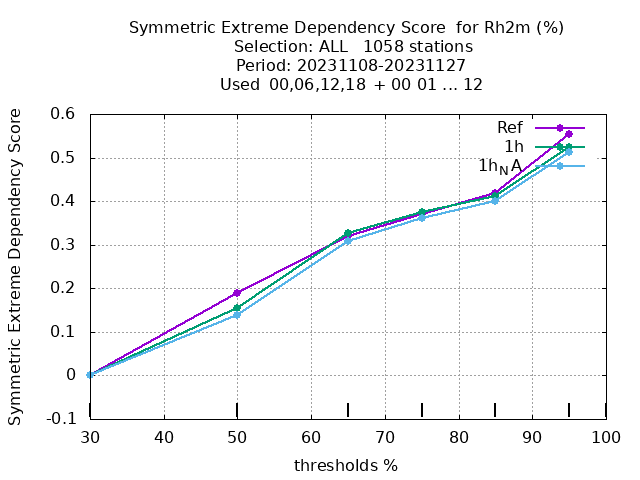 Symmetric Extreme Dependency Score for Rh2m (%)
Selection: ALL 1058 stations
Period: 20231108-20231127
Used 00,06,12,18 + 00 01 ... 12
Symmetric Extreme Dependency Score
0.6
0.5
0.4
0.3
0.2
0.1
0
-0.1
Ref
1h
1hNA
30 40 50 60 70 80 90 100
thresholds %